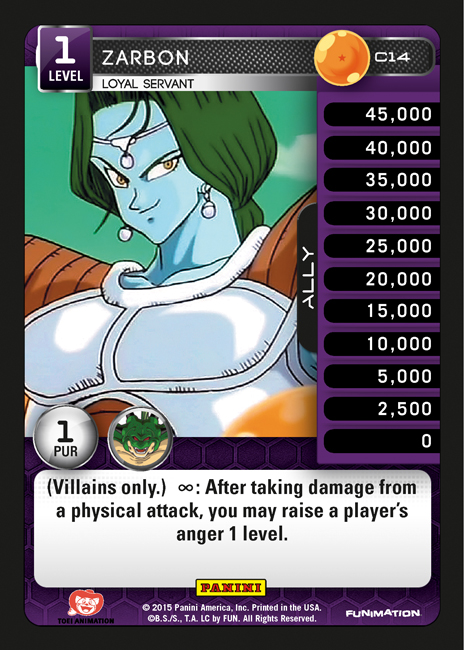 1
LEVEL
ZARBON
C14
LOYAL SERVANT
45,000
40,000
35,000
30,000
25,000
20,000
15,000
10,000
5,000
2,500
0
ALLY
1
PUR
(Villains only.) ∞: After taking damage from
a physical attack, you may raise a player's
anger 1 level.
PANINI
TOEI ANIMATION
© 2015 Panini America, Inc. Printed in the USA.
©B.S./S., T.A. LC by FUN. All Rights Reserved.
FUNIMATION